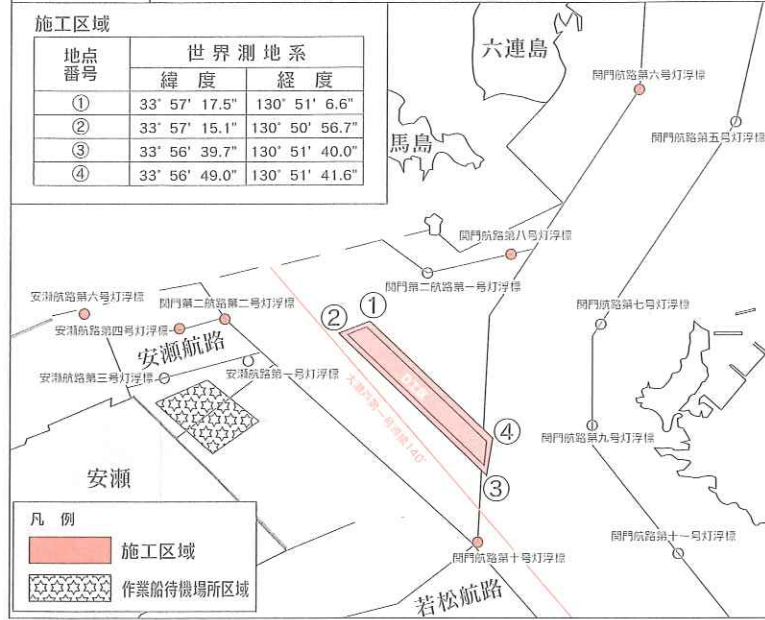 施工区域
地点番号 世界測地系
緯度 経度
① 33° 57' 17.5" 130° 51' 6.6"
② 33° 57' 15.1" 130° 50' 56.7"
③ 33° 56' 39.7" 130° 51' 40.0"
④ 33° 56' 49.0" 130° 51' 41.6"
六連島
関門航路第六号灯浮標
関門航路第五号灯浮標
馬島
関門航路第八号灯浮標
関門第二航路第一号灯浮標
安瀬航路第六号灯浮標
関門第二航路第二号灯浮標
安瀬航路第四号灯浮標
安瀬航路
②
①
関門航路第七号灯浮標
安瀬航路第三号灯浮標
安瀬航路第一号灯浮標
大瀬戸第一号導標140°
④
③
関門航路第九号灯浮標
安瀬
関門航路第十号灯浮標
関門航路第十一号灯浮標
若松航路
凡例
施工区域
作業船待機場所区域